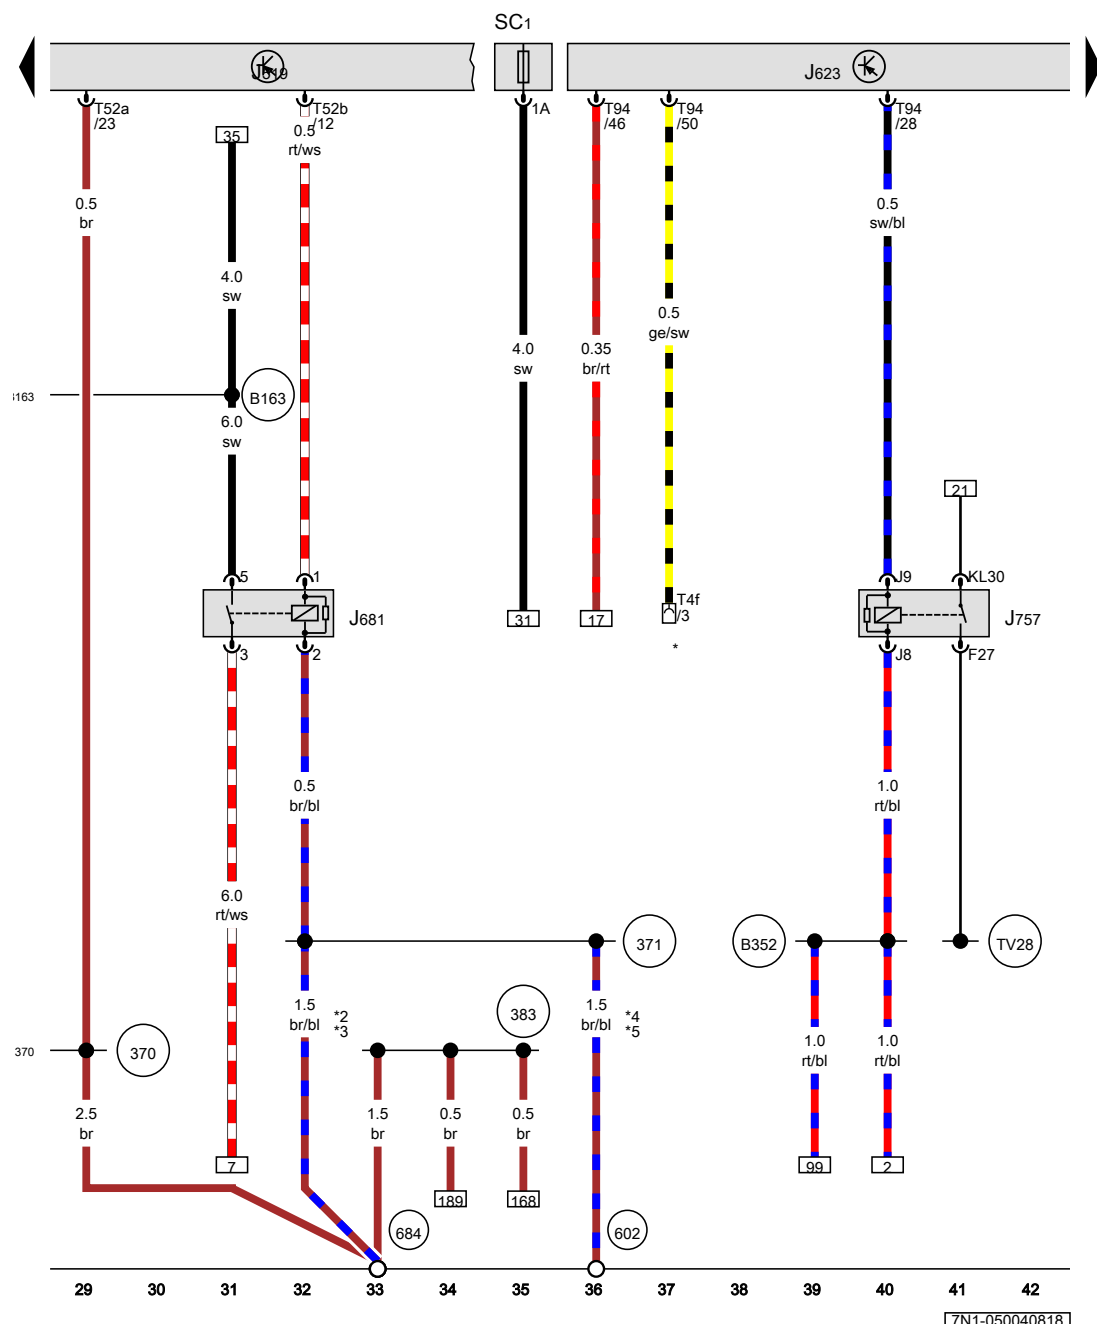 SC1
J619
J623
T52a
/23
T52b
/12
1A
T94
/46
T94
/50
T94
/28
35
0.5
rt/ws
0.5
br
0.5
sw/bl
4.0
sw
0.5
ge/sw
4.0
sw
0.35
br/rt
B163
6.0
sw
21
5
1
J9
KL30
T4f
/3
J681
31
17
J757
*
3
2
J8
F27
0.5
br/bl
1.0
rt/bl
6.0
rt/ws
371
B352
TV28
1.5
br/bl
*2
*3
383
1.5
br/bl
*4
*5
370
370
1.0
rt/bl
1.0
rt/bl
2.5
br
1.5
br
0.5
br
0.5
br
7
99
2
189
168
684
602
29 30 31 32 33 34 35 36 37 38 39 40 41 42
7N1-050040818